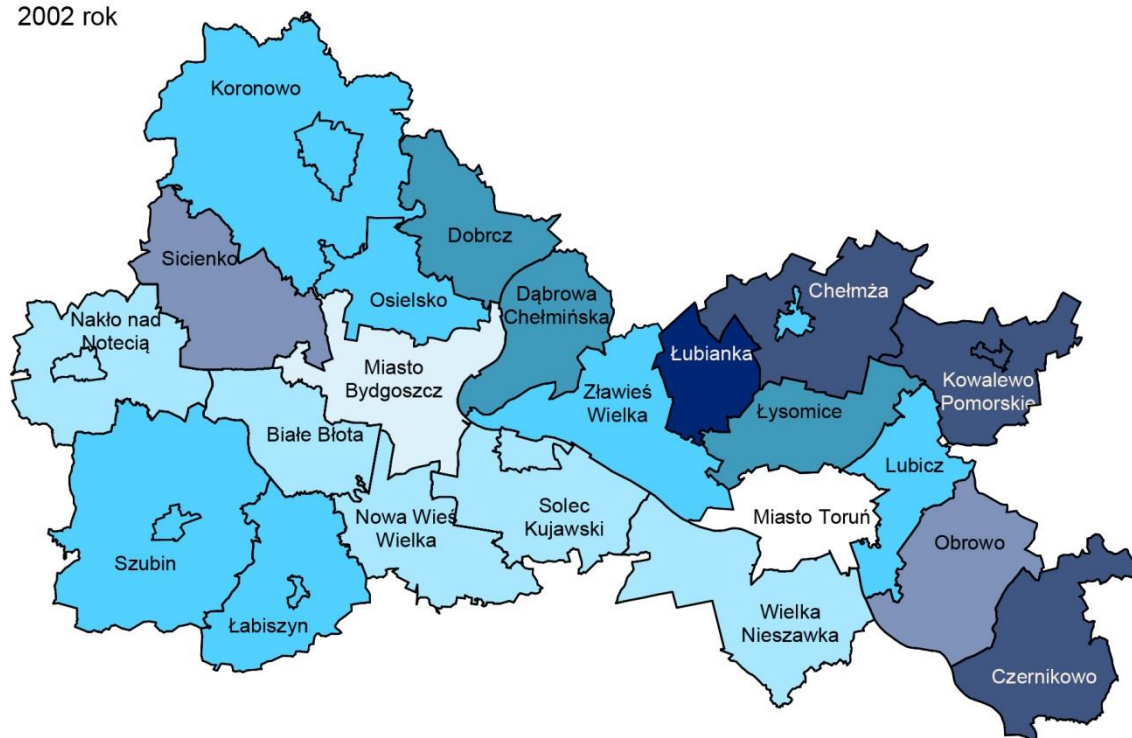 2002 rok
Koronowo
Dobrcz
Sicienko
Osielsko
Dąbrowa
Chełmińska
Chełmża
Nakło nad
Notecią
Łubianka
Miasto
Bydgoszcz
Zławieś
Wielka
Kowalewo
Pomorskie
Łysomice
Białe Błota
Lubicz
Nowa Wieś
Wielka
Solec
Kujawski
Miasto Toruń
Szubin
Obrowo
Łabiszyn
Wielka
Nieszawka
Czernikowo